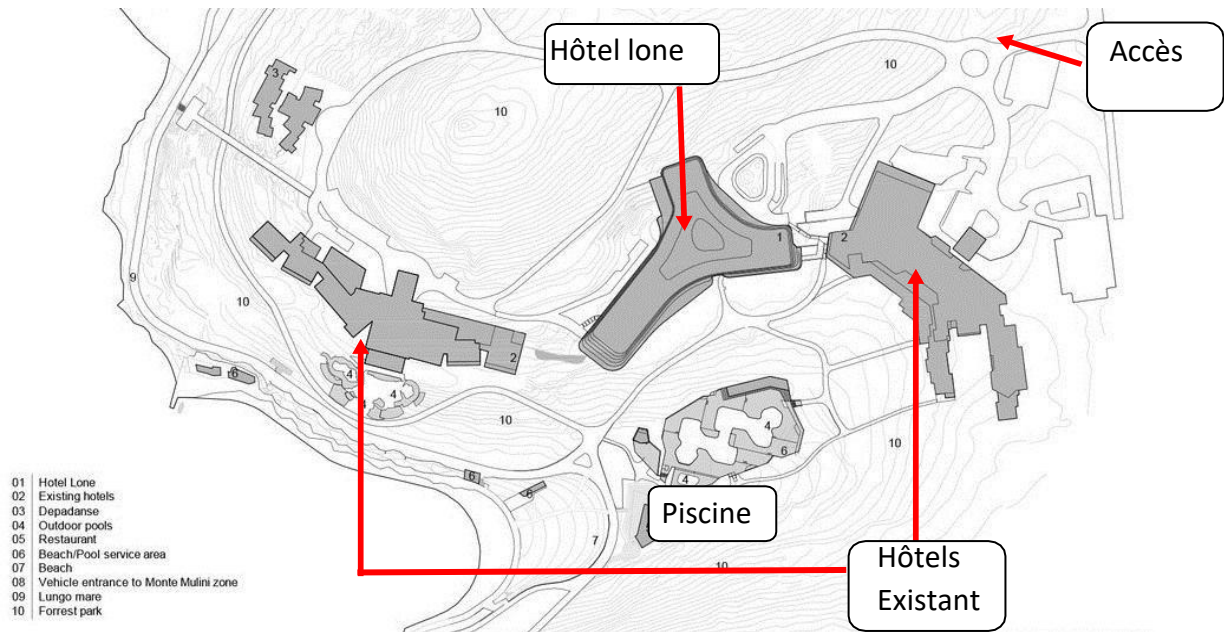 Hôtel lone
Accès
10
3
10
1
2
9
10
2
6
4
4
4
10
10
4
6
4
10
6
6
7
10
Piscine
Hôtels
Existant
01 Hotel Lone
02 Existing hotels
03 Depadanse
04 Outdoor pools
05 Restaurant
06 Beach/Pool service area
07 Beach
08 Vehicle entrance to Monte Mulini zone
09 Lungo mare
10 Forrest park